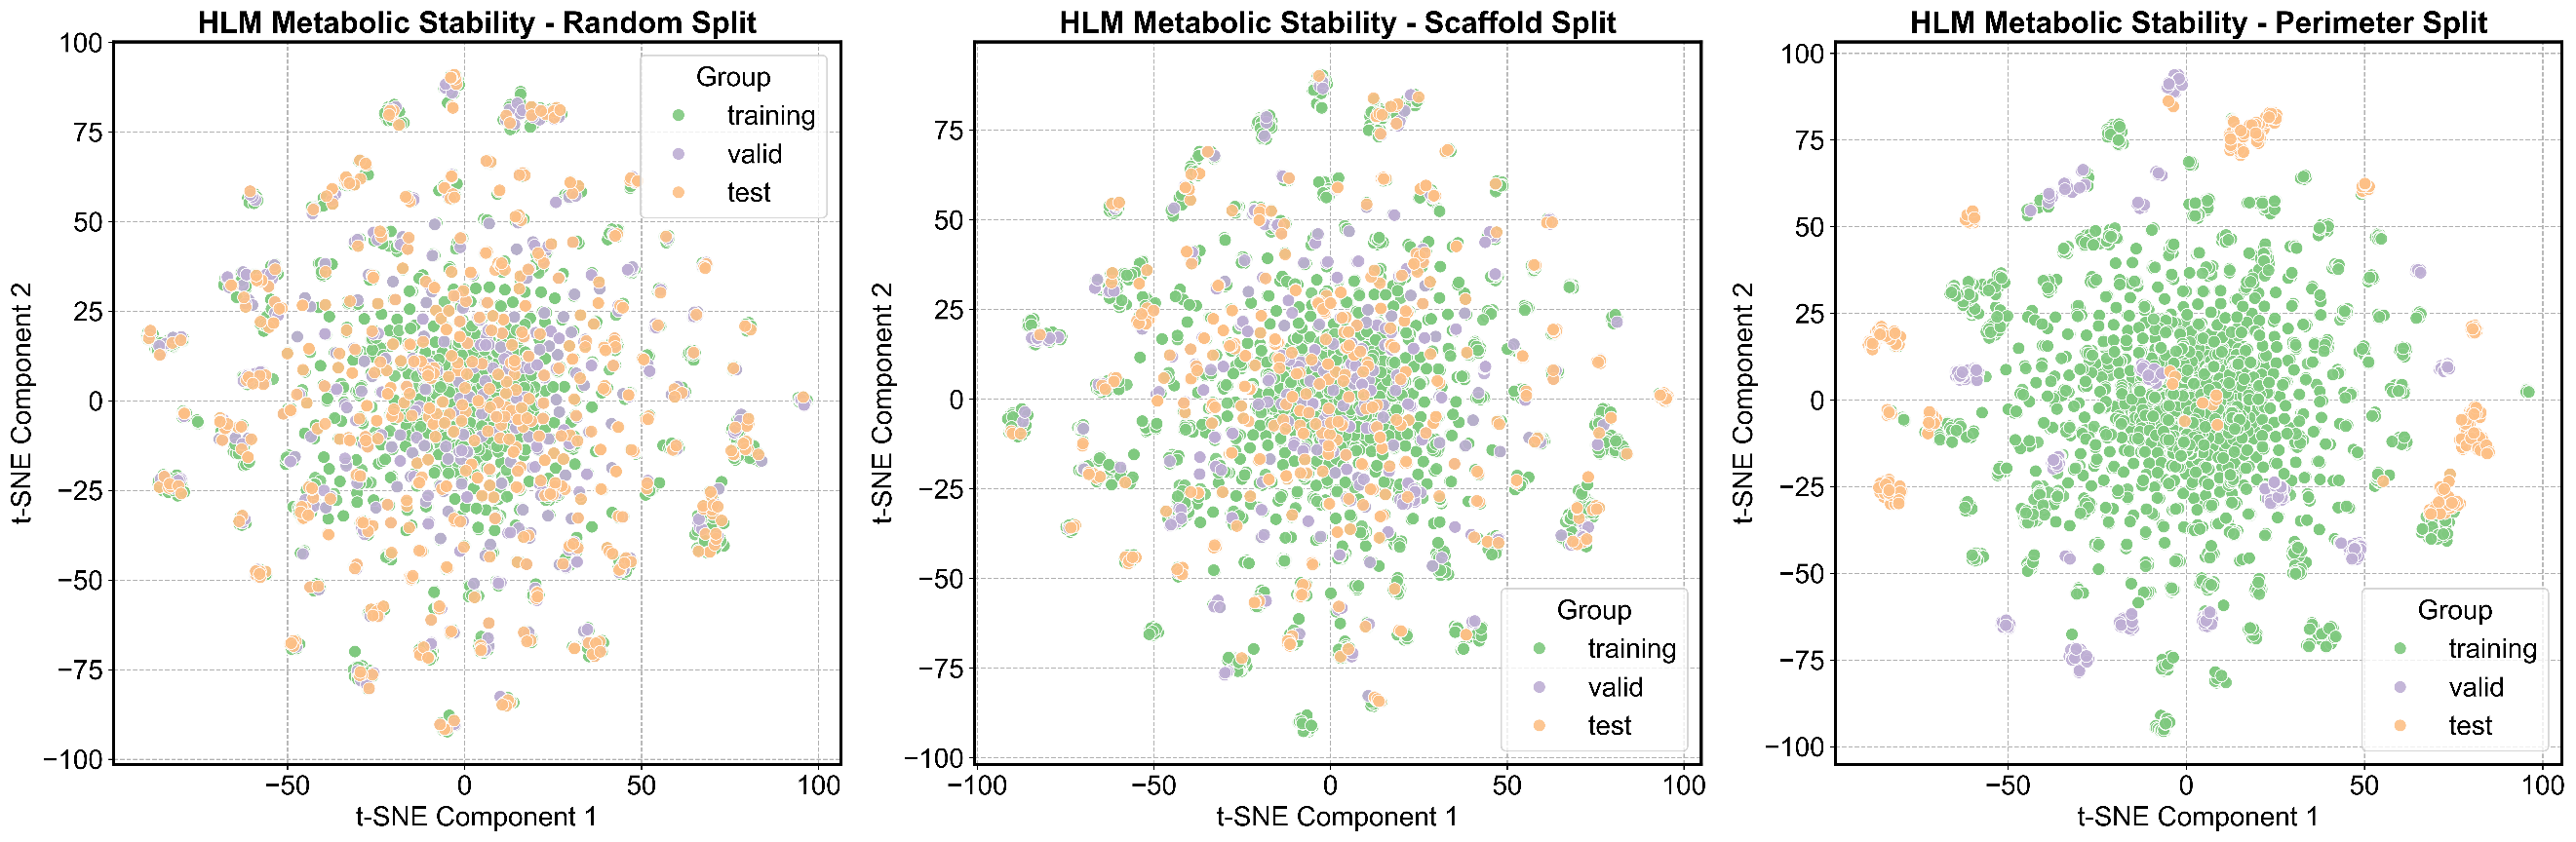 HLM Metabolic Stability - Random Split
100
75
50
25
0
−25
−50
−75
−100
t-SNE Component 2
−50
0
50
100
t-SNE Component 1
Group
training
valid
test
HLM Metabolic Stability - Scaffold Split
75
50
25
0
−25
−50
−75
−100
t-SNE Component 2
−100
−50
0
50
100
t-SNE Component 1
Group
training
valid
test
HLM Metabolic Stability - Perimeter Split
100
75
50
25
0
−25
−50
−75
−100
t-SNE Component 2
−50
0
50
100
t-SNE Component 1
Group
training
valid
test